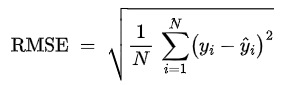 RMSE = \sqrt{\frac{1}{N} \sum_{i=1}^{N} (y_i - \hat{y}_i)^2}